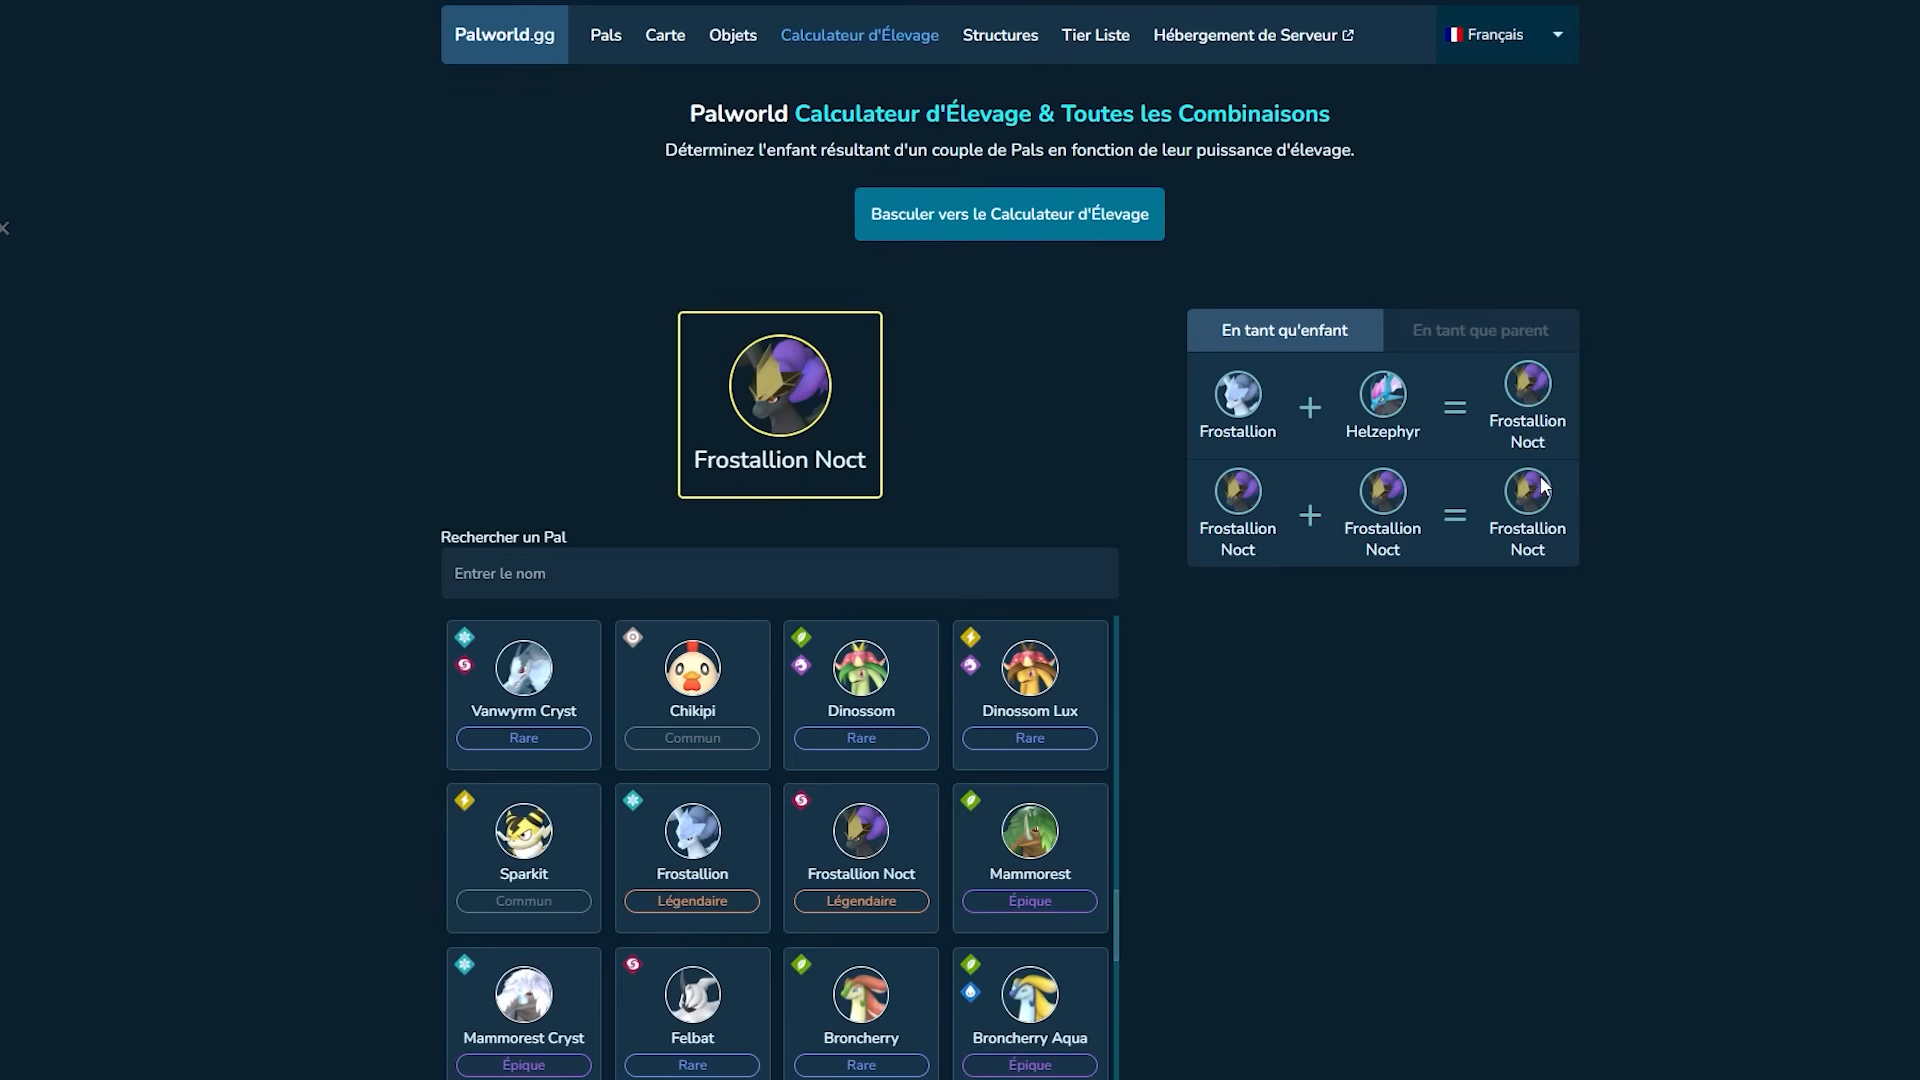 Palworld.gg
Pals
Carte
Objets
Calculateur d'Élevage
Structures
Tier Liste
Hébergement de Serveur
Français
Palworld Calculateur d'Élevage & Toutes les Combinaisons
Déterminez l'enfant résultant d'un couple de Pals en fonction de leur puissance d'élevage.
Basculer vers le Calculateur d'Élevage
Frostallion Noct
En tant qu'enfant
En tant que parent
Frostallion
+
Helzephyr
=
Frostallion
Noct
Frostallion
Noct
+
Frostallion
Noct
=
Frostallion
Noct
Rechercher un Pal
Entrer le nom
Vanwyrm Cryst
Rare
Chikipi
Commun
Dinossom
Rare
Dinossom Lux
Rare
Sparkit
Commun
Frostallion
Légendaire
Frostallion Noct
Légendaire
Mammorest
Épique
Mammorest Cryst
Épique
Felbat
Rare
Broncherry
Rare
Broncherry Aqua
Épique